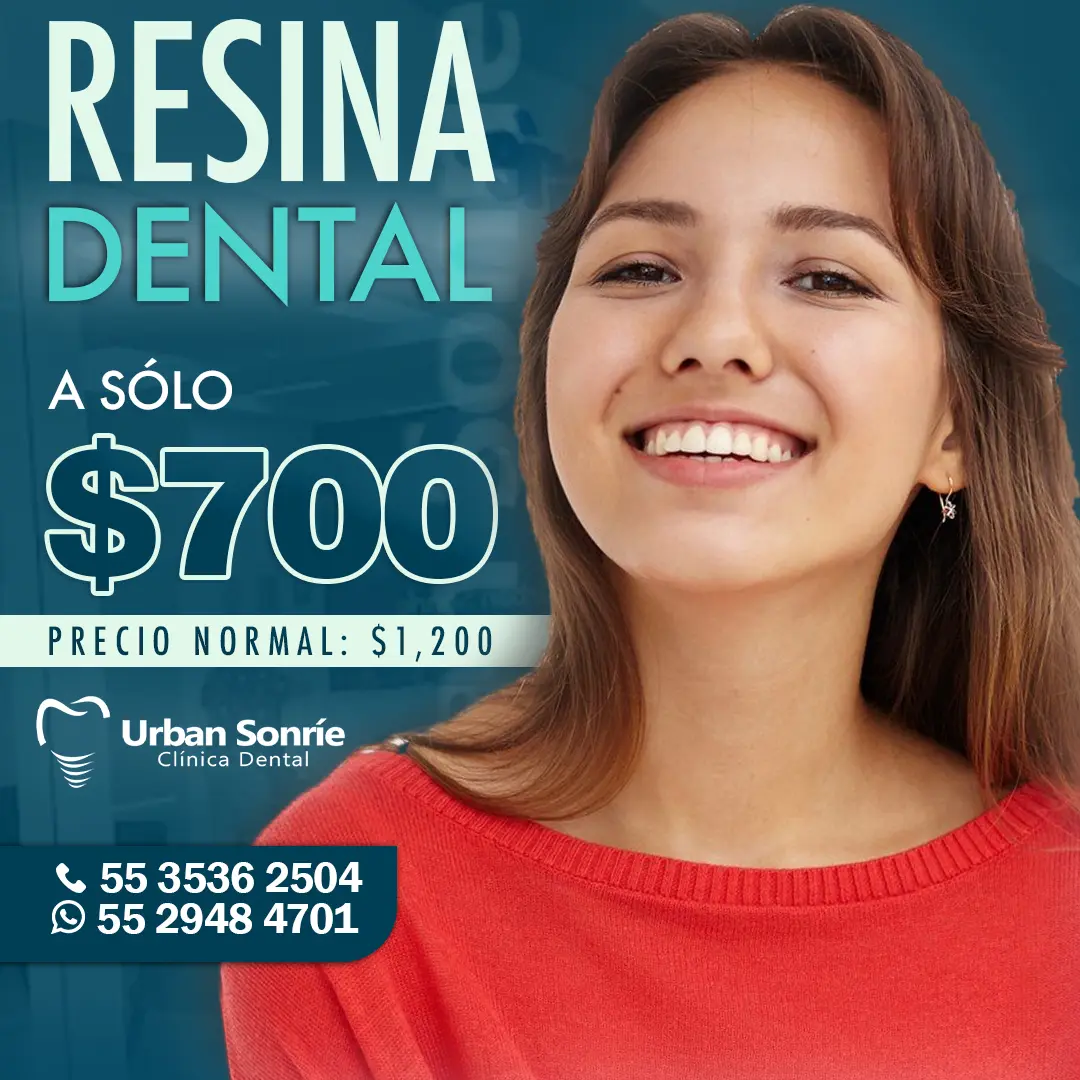 RESINA
DENTAL
A SÓLO
$700
PRECIO NORMAL: $1,200
Urban Sonríe
Clínica Dental
55 3536 2504
55 2948 4701